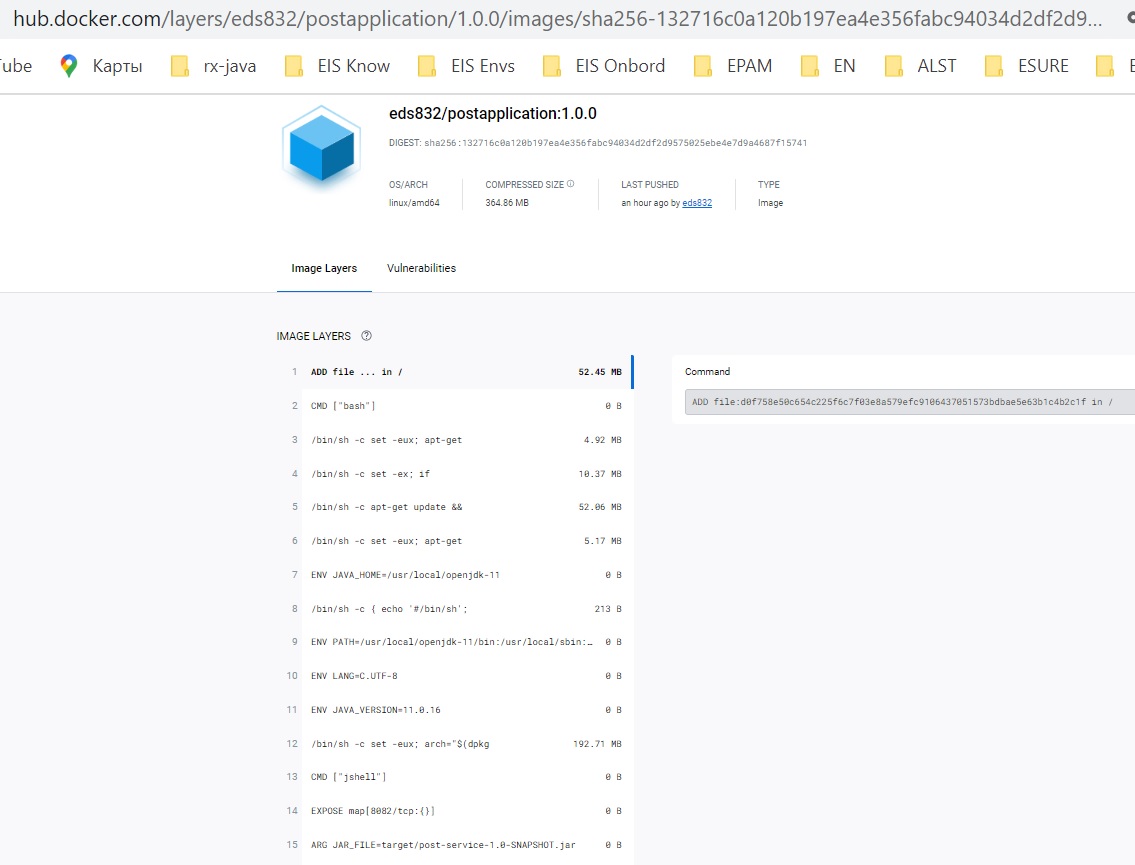 hub.docker.com/layers/eds832/postapplication/1.0.0/images/sha256-132716c0a120b197ea4e356fabc94034d2df2d9...
Tube Карты rx-java EIS Know EIS Envs EIS Onbord EPAM EN ALST ESURE E
eds832/postapplication:1.0.0
DIGEST: sha256:132716c0a120b197ea4e356fabc94034d2df2d9575025ebe4e7d9a4687f15741
OS/ARCH COMPRESSED SIZE LAST PUSHED TYPE
linux/amd64 364.86 MB an hour ago by eds832 Image
Image Layers Vulnerabilities
IMAGE LAYERS
1 ADD file ... in / 52.45 MB
Command
2 CMD ["bash"] 0 B
ADD file:d0f758e50c654c225f6c7f03e8a579efc9106437051573bdbae5e63b1c4b2c1f in /
3 /bin/sh -c set -eux; apt-get 4.92 MB
4 /bin/sh -c set -ex; if 10.37 MB
5 /bin/sh -c apt-get update && 52.06 MB
6 /bin/sh -c set -eux; apt-get 5.17 MB
7 ENV JAVA_HOME=/usr/local/openjdk-11 0 B
8 /bin/sh -c { echo '#/bin/sh'; 213 B
9 ENV PATH=/usr/local/openjdk-11/bin:/usr/local/sbin:… 0 B
10 ENV LANG=C.UTF-8 0 B
11 ENV JAVA_VERSION=11.0.16 0 B
12 /bin/sh -c set -eux; arch="$(dpkg 192.71 MB
13 CMD ["jshell"] 0 B
14 EXPOSE map[8082/tcp:{}] 0 B
15 ARG JAR_FILE=target/post-service-1.0-SNAPSHOT.jar 0 B